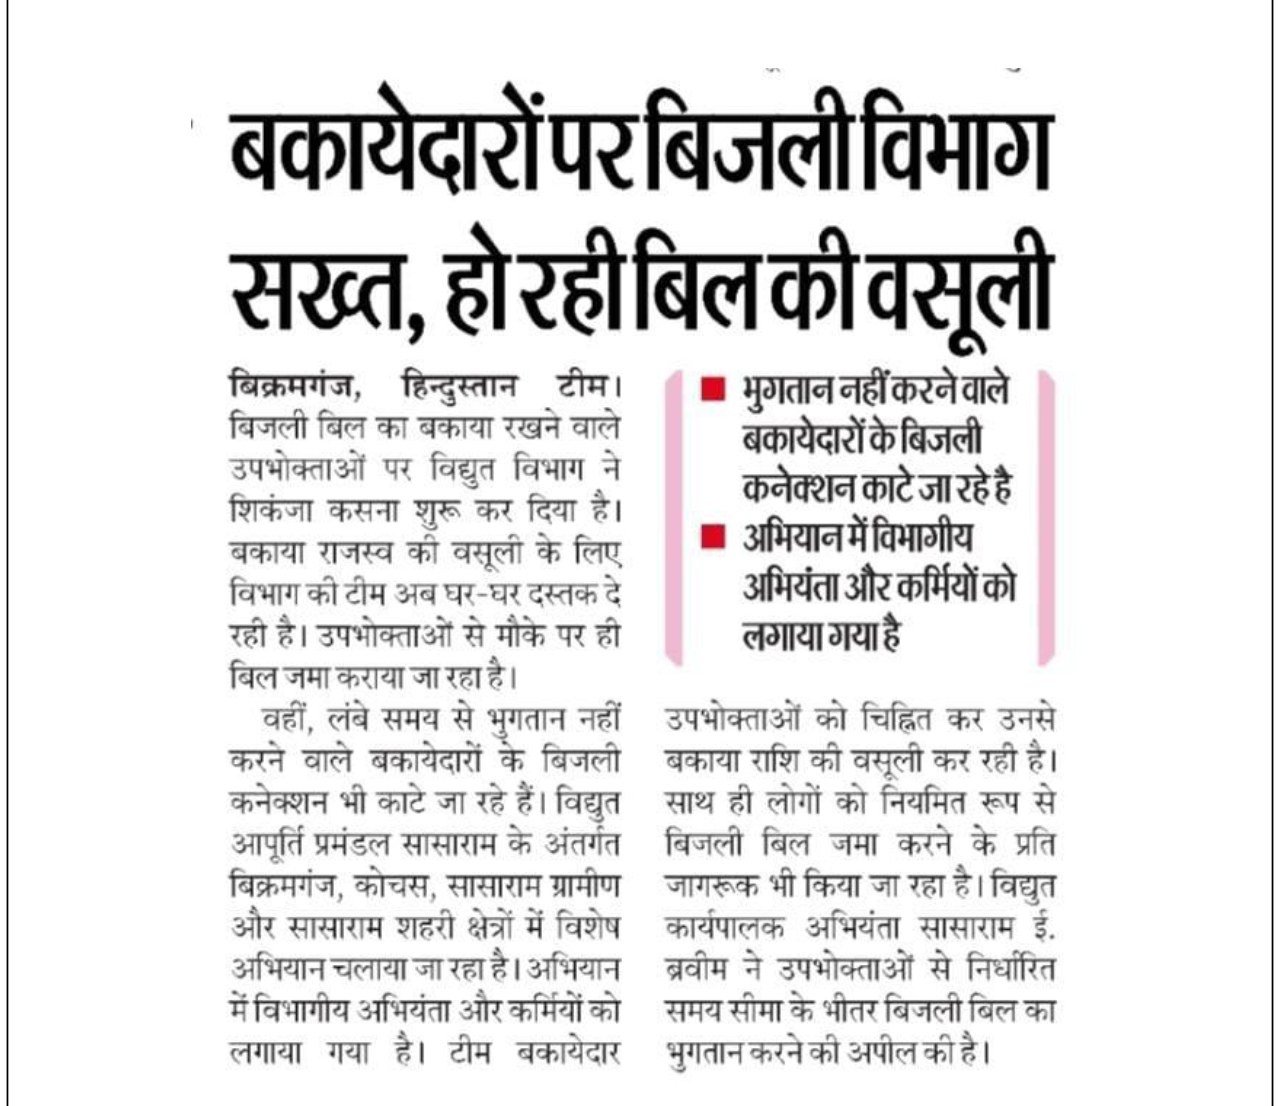 बकायेदारों पर बिजली विभाग
सख्त, हो रही बिल की वसूली
बिक्रमगंज, हिन्दुस्तान टीम।
बिजली बिल का बकाया रखने वाले
उपभोक्ताओं पर विद्युत विभाग ने
शिकंजा कसना शुरू कर दिया है।
बकाया राजस्व की वसूली के लिए
विभाग की टीम अब घर-घर दस्तक दे
रही है। उपभोक्ताओं से मौके पर ही
बिल जमा कराया जा रहा है।
वहीं, लंबे समय से भुगतान नहीं
करने वाले बकायेदारों के बिजली
कनेक्शन भी काटे जा रहे हैं। विद्युत
आपूर्ति प्रमंडल सासाराम के अंतर्गत
बिक्रमगंज, कोचस, सासाराम ग्रामीण
और सासाराम शहरी क्षेत्रों में विशेष
अभियान चलाया जा रहा है। अभियान
में विभागीय अभियंता और कर्मियों को
लगाया गया है। टीम बकायेदार
■ भुगतान नहीं करने वाले
बकायेदारों के बिजली
कनेक्शन काटे जा रहे है
■ अभियान में विभागीय
अभियंता और कर्मियों को
लगाया गया है
उपभोक्ताओं को चिह्नित कर उनसे
बकाया राशि की वसूली कर रही है।
साथ ही लोगों को नियमित रूप से
बिजली बिल जमा करने के प्रति
जागरूक भी किया जा रहा है। विद्युत
कार्यपालक अभियंता सासाराम ई.
ब्रवीम ने उपभोक्ताओं से निर्धारित
समय सीमा के भीतर बिजली बिल का
भुगतान करने की अपील की है।